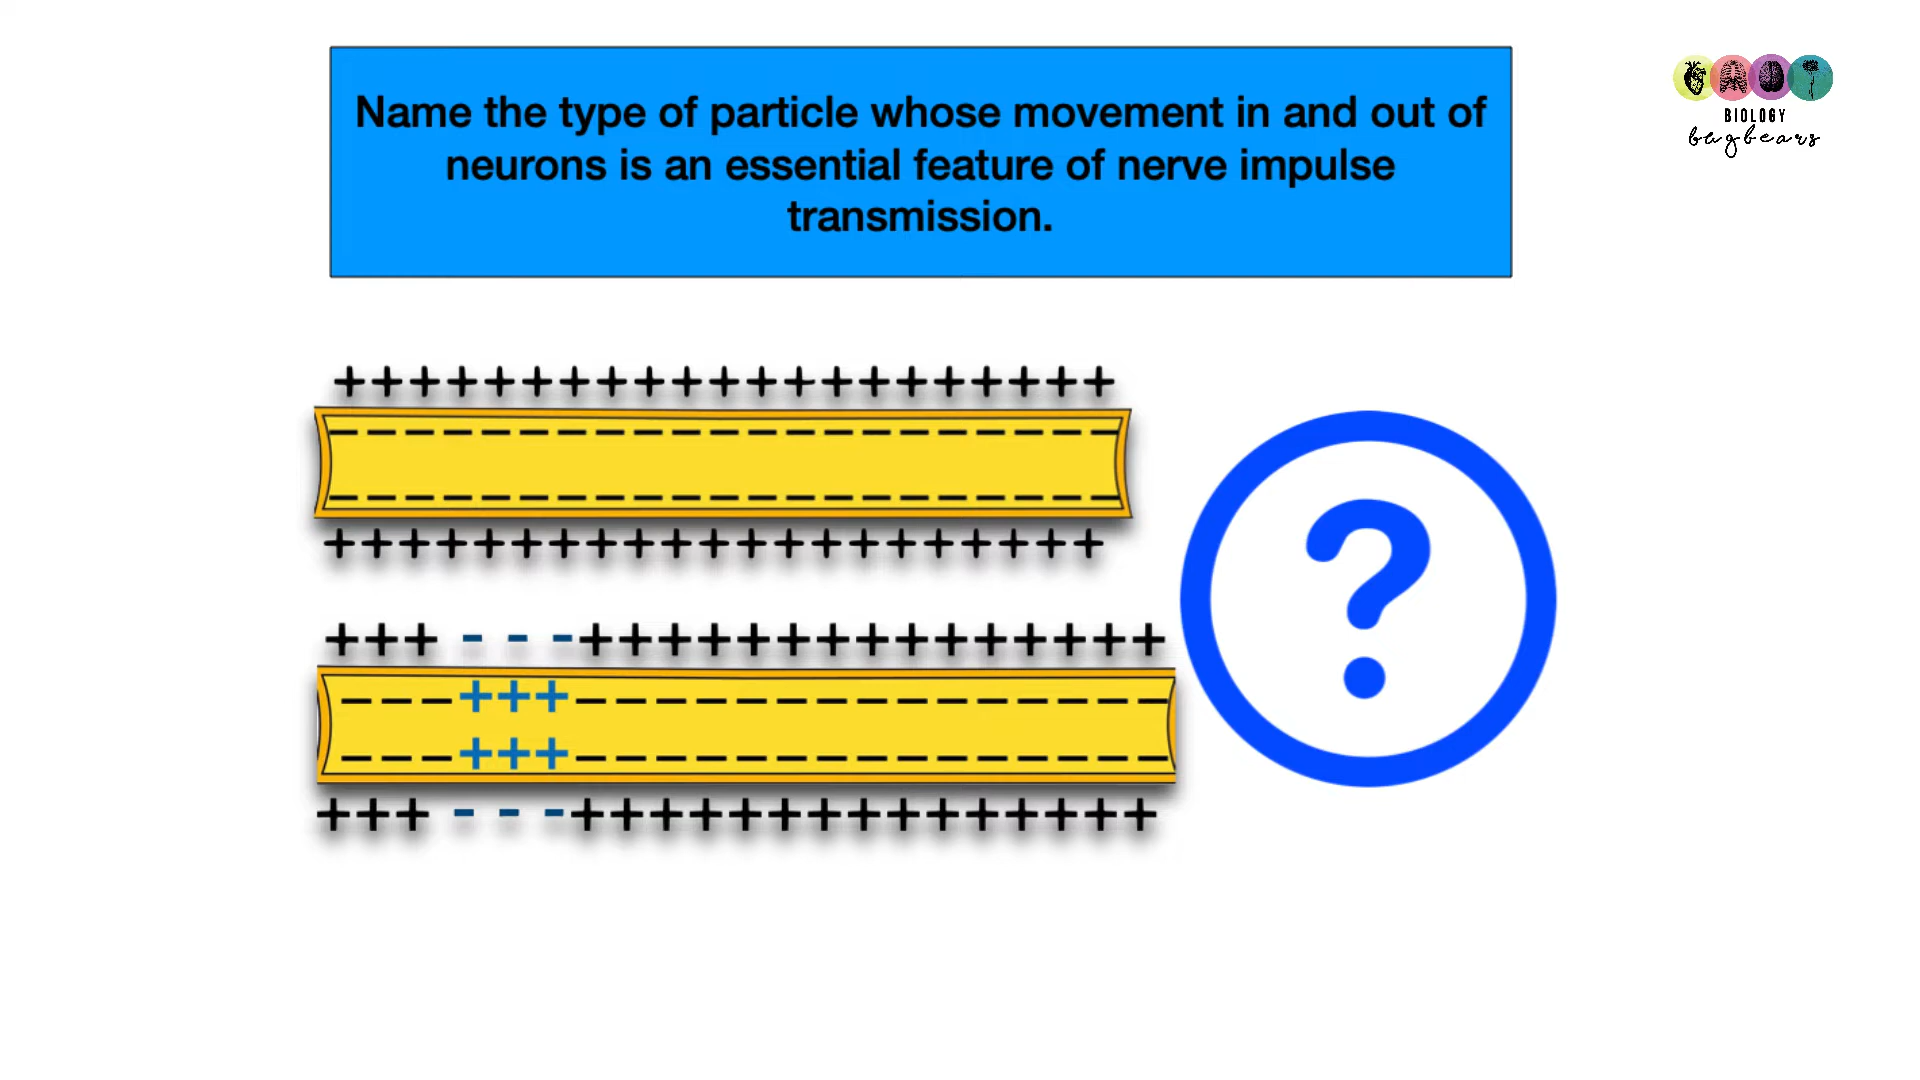 Name the type of particle whose movement in and out of
neurons is an essential feature of nerve impulse
transmission.
BIOLOGY
bugbears
+++++++++++++++++++++
?